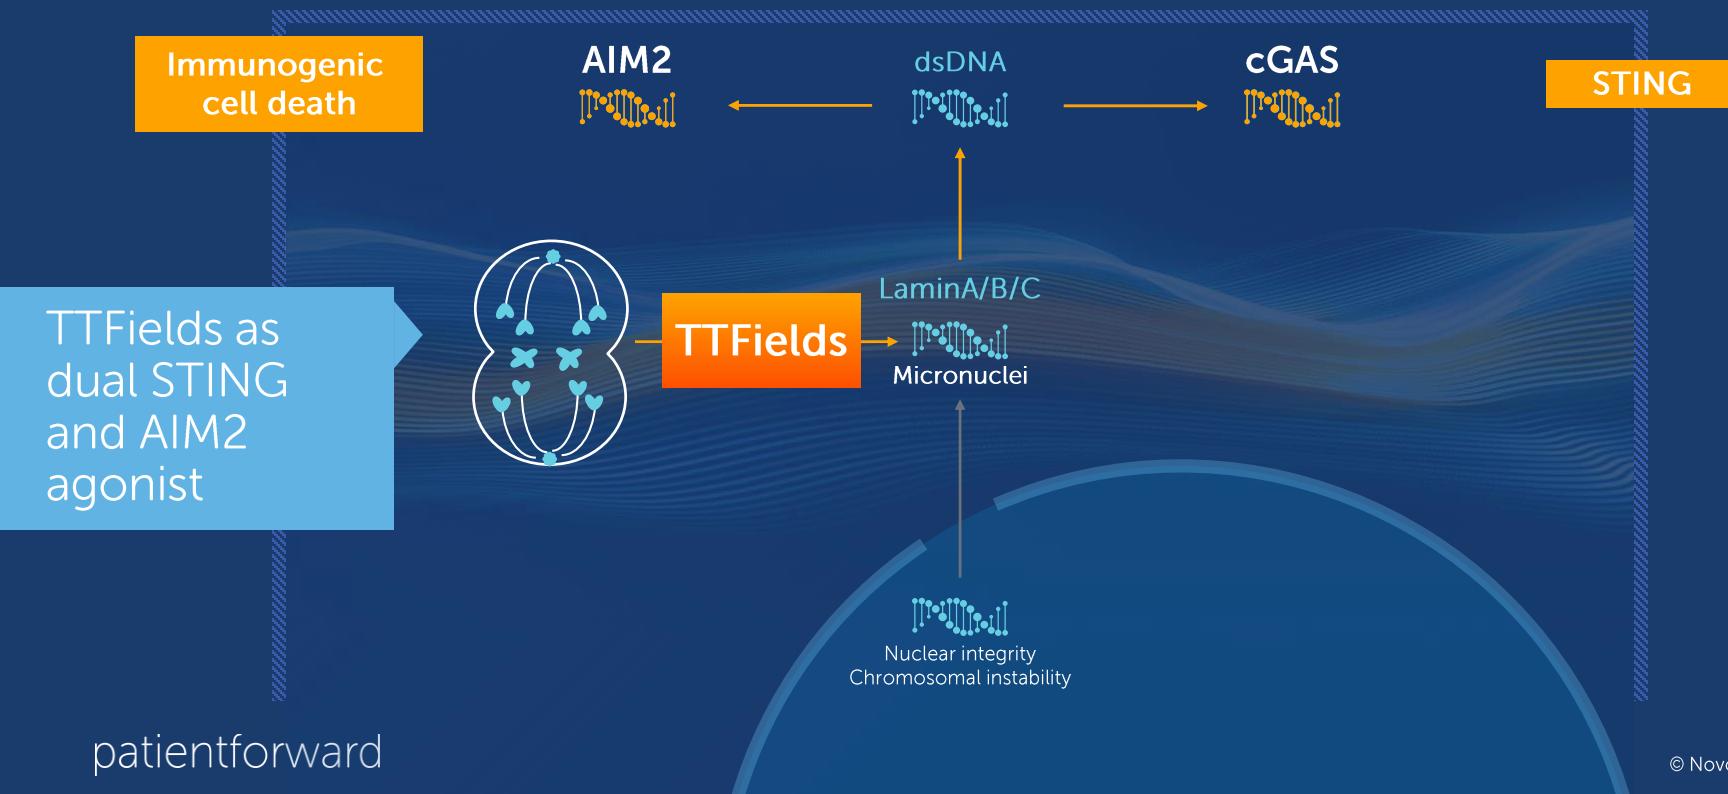 Immunogenic
cell death
AIM2
dsDNA
cGAS
STING
TTFields as
dual STING
and AIM2
agonist
TTFields
LaminA/B/C
Micronuclei
Nuclear integrity
Chromosomal instability
patientforward
©